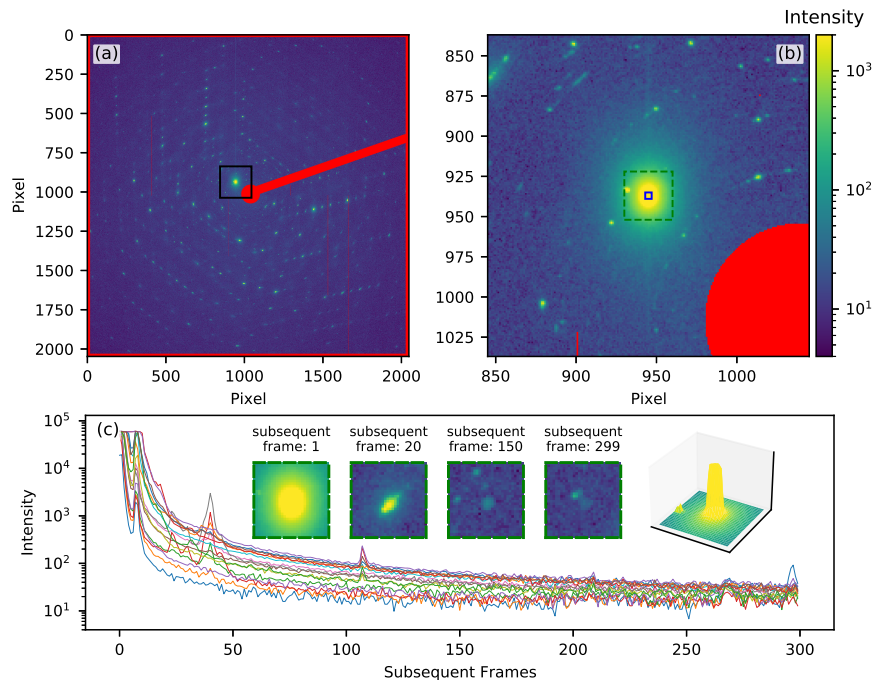 Intensity
(a)
0
250
500
750
1000
1250
1500
1750
2000
Pixel
0 1000 2000
Pixel
(b)
850
875
900
925
950
975
1000
1025
850 900 950 1000
Pixel
10³
10²
10¹
(c)
10⁵
10⁴
10³
10²
10¹
Intensity
subsequent frame: 1
subsequent frame: 20
subsequent frame: 150
subsequent frame: 299
0 50 100 150 200 250 300
Subsequent Frames